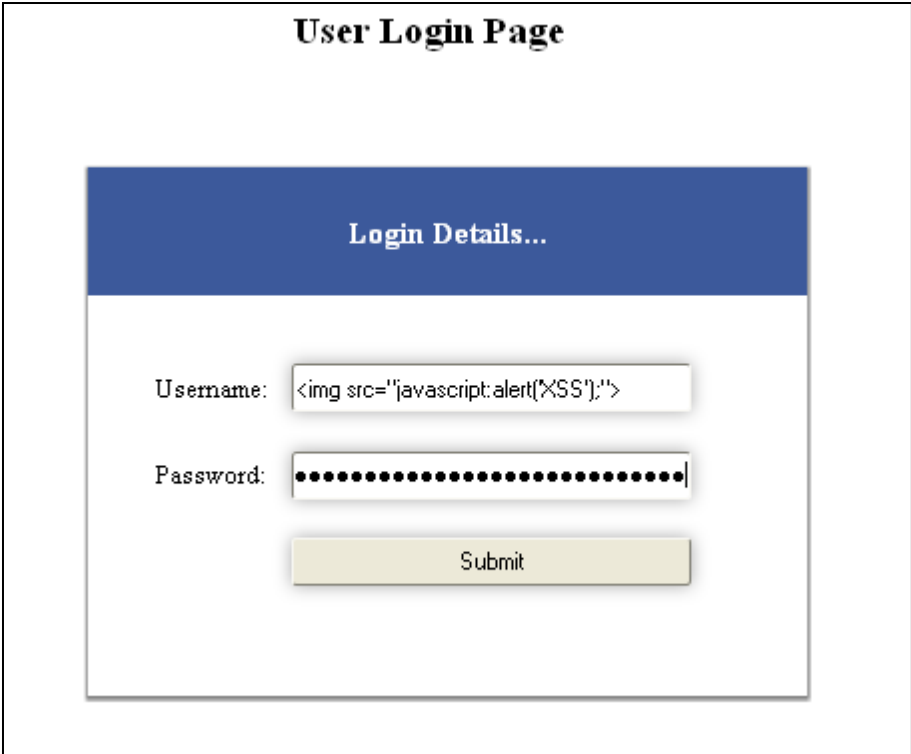 User Login Page
Login Details...
Username: <img src="javascript:alert('XSS');">
Password: ●●●●●●●●●●●●●●●●●●●●●●●●●●●●
Submit